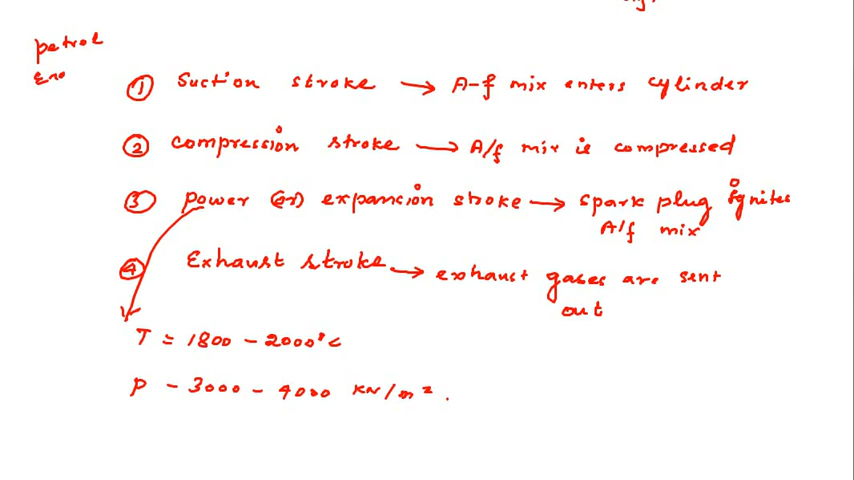 petrol
Eno
① Suction stroke → A-f mix enters cylinder
② compression stroke → A/f mix is compressed
③ power (or) expansion stroke → spark plug ignites
A/f mix
④ Exhaust stroke → exhaust gases are sent
out
T = 1800 - 2000°C
P - 3000 - 4000 KN/m².